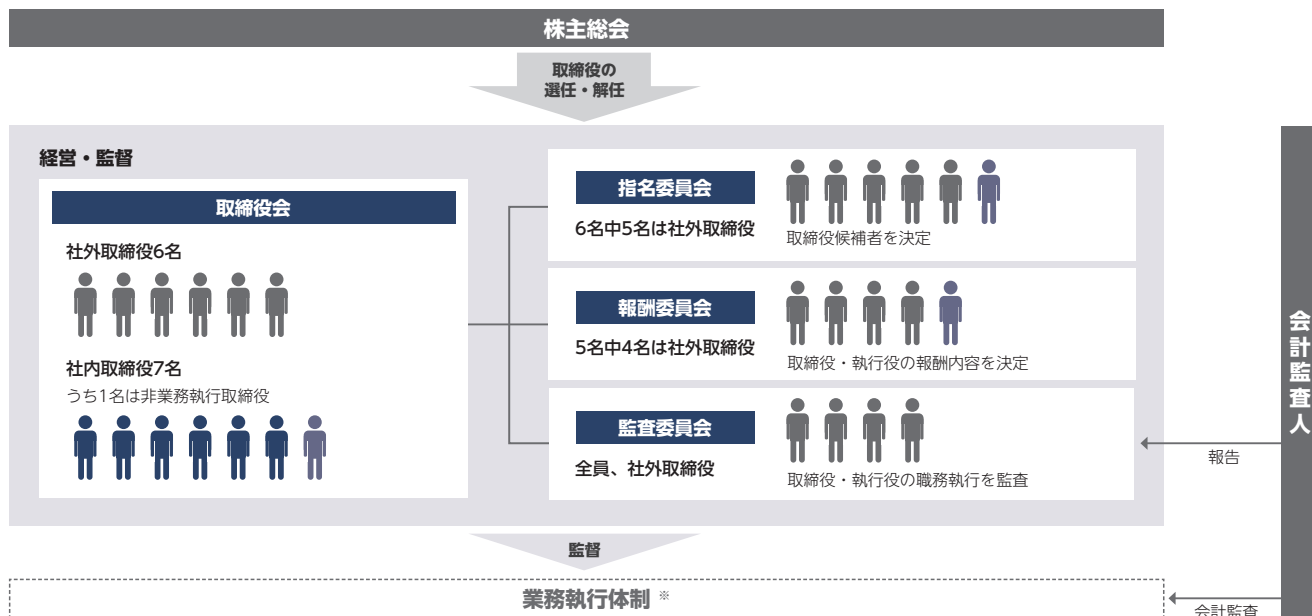 株主総会
取締役の
選任・解任
経営・監督
取締役会
社外取締役6名
社内取締役7名
うち1名は非業務執行取締役
指名委員会
6名中5名は社外取締役
取締役候補者を決定
報酬委員会
5名中4名は社外取締役
取締役・執行役の報酬内容を決定
監査委員会
全員、社外取締役
取締役・執行役の職務執行を監査
会計監査人
報告
監督
業務執行体制 ※
会計監査